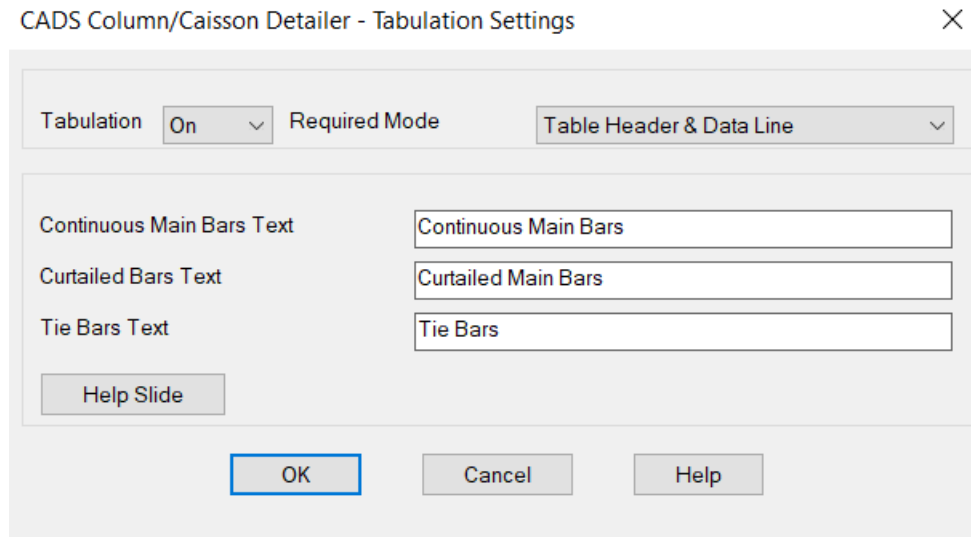 CADS Column/Caisson Detailer - Tabulation Settings
Tabulation On Required Mode Table Header & Data Line
Continuous Main Bars Text Continuous Main Bars
Curtailed Bars Text Curtailed Main Bars
Tie Bars Text Tie Bars
Help Slide
OK Cancel Help